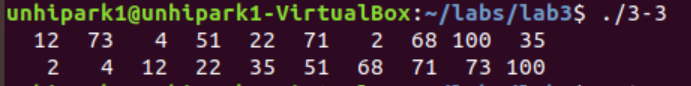 unhipark1@unhipark1-VirtualBox:~/labs/lab3$ ./3-3
12 73 4 51 22 71 2 68 100 35
2 4 12 22 35 51 68 71 73 100